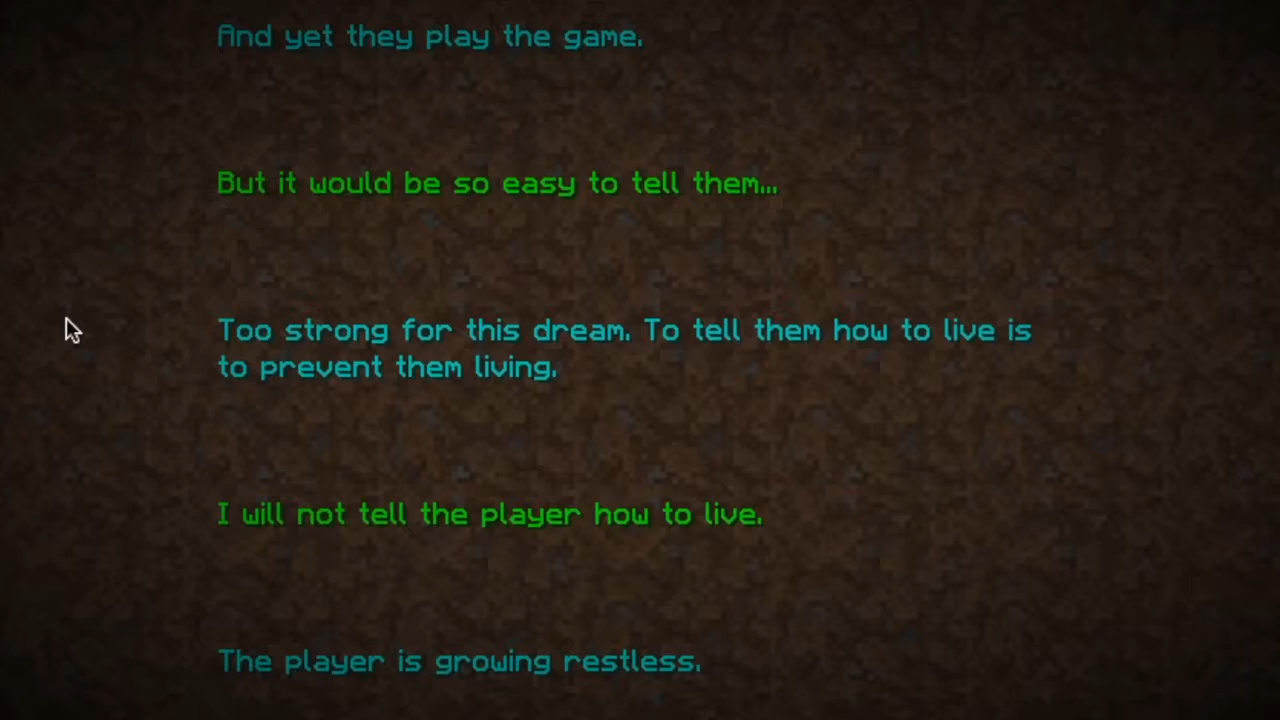 And yet they play the game.
But it would be so easy to tell them...
Too strong for this dream. To tell them how to live is
to prevent them living.
I will not tell the player how to live.
The player is growing restless.